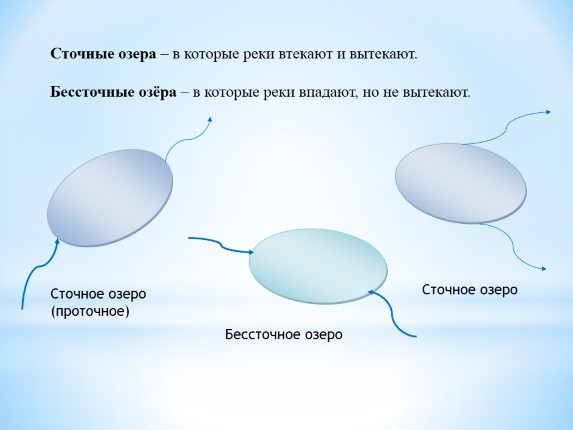 Сточные озера – в которые реки втекают и вытекают.
Бессточные озёра – в которые реки впадают, но не вытекают.
Сточное озеро
(проточное)
Бессточное озеро
Сточное озеро